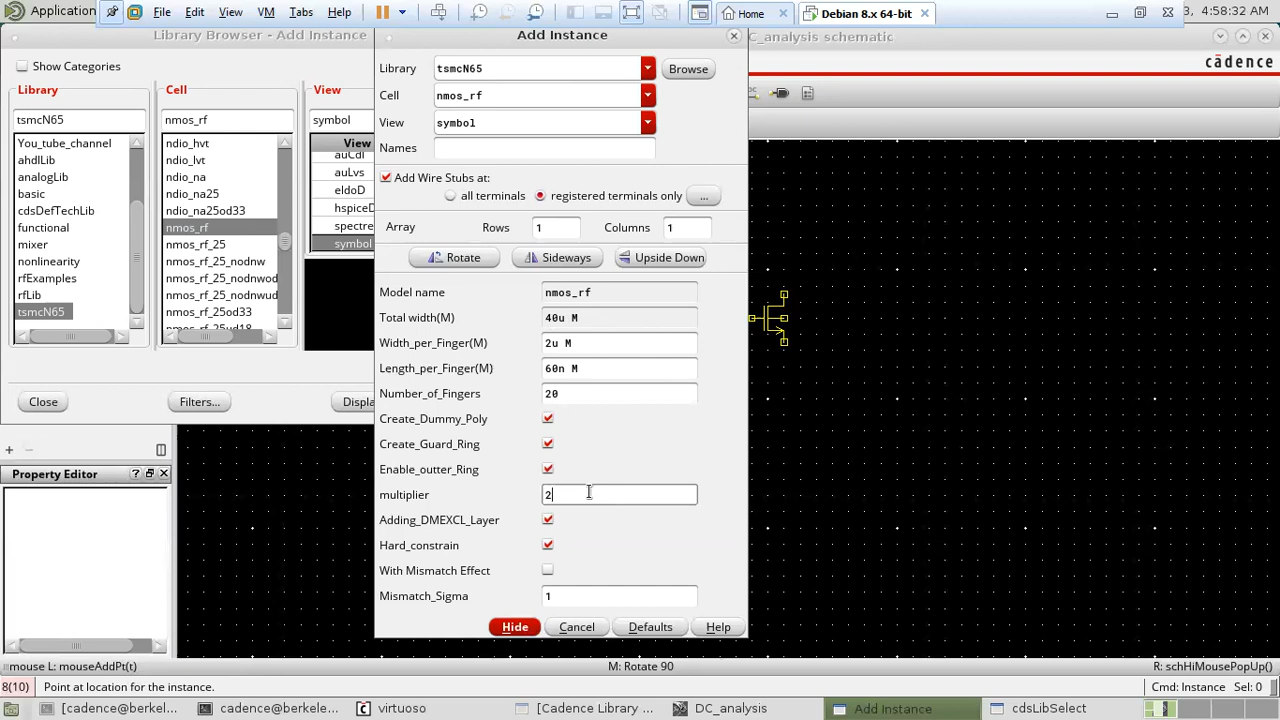 Application File Edit View VM Tabs Help Home Debian 8.x 64-bit 3, 4:58:32 AM
Library Browser - Add Instance Add Instance C_analysis schematic
cādence
Show Categories
Library Cell View
tsmcN65 nmos_rf symbol
You_tube_channel
ahdlLib
analogLib
basic
cdsDefTechLib
functional
mixer
nonlinearity
rfExamples
rfLib
tsmcN65
ndio_hvt
ndio_lvt
ndio_na
ndio_na25
ndio_na25od33
nmos_rf
nmos_rf_25
nmos_rf_25_nodnw
nmos_rf_25_nodnwod
nmos_rf_25_nodnwud
nmos_rf_25od33
nmos_rf_25ud18
View
auCdl
auLvs
eldoD
hspiceD
spectre
symbol
Close Filters... Displa
Library tsmcN65 Browse
Cell nmos_rf
View symbol
Names
Add Wire Stubs at:
all terminals registered terminals only ...
Array Rows 1 Columns 1
Rotate Sideways Upside Down
Model name nmos_rf
Total width(M) 40u M
Width_per_Finger(M) 2u M
Length_per_Finger(M) 60n M
Number_of_Fingers 20
Create_Dummy_Poly
Create_Guard_Ring
Enable_outter_Ring
multiplier 2
Adding_DMEXCL_Layer
Hard_constrain
With Mismatch Effect
Mismatch_Sigma 1
Hide Cancel Defaults Help
Property Editor
mouse L: mouseAddPt(t) M: Rotate 90 R: schHiMousePopUp()
8(10) Point at location for the instance. Cmd: Instance Sel: 0
[cadence@berkel... cadence@berkele... virtuoso [Cadence Library ... DC_analysis Add Instance cdsLibSelect